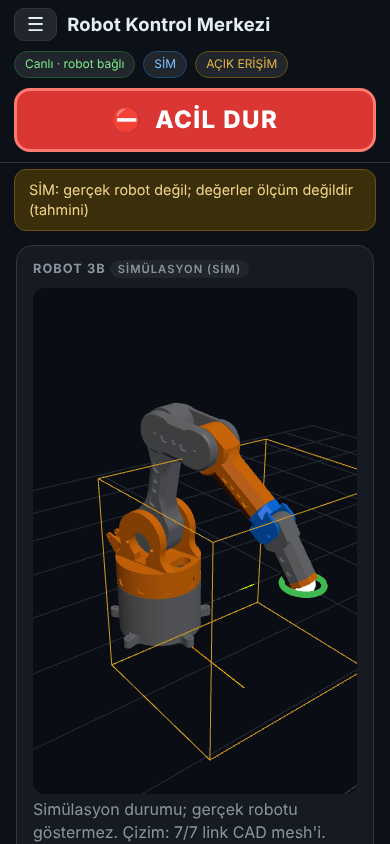 ☰ Robot Kontrol Merkezi
Canlı · robot bağlı SİM AÇIK ERİŞİM
⛔ ACİL DUR
SİM: gerçek robot değil; değerler ölçüm değildir
(tahmini)
ROBOT 3B SİMÜLASYON (SİM)
Simülasyon durumu; gerçek robotu
göstermez. Çizim: 7/7 link CAD mesh'i.